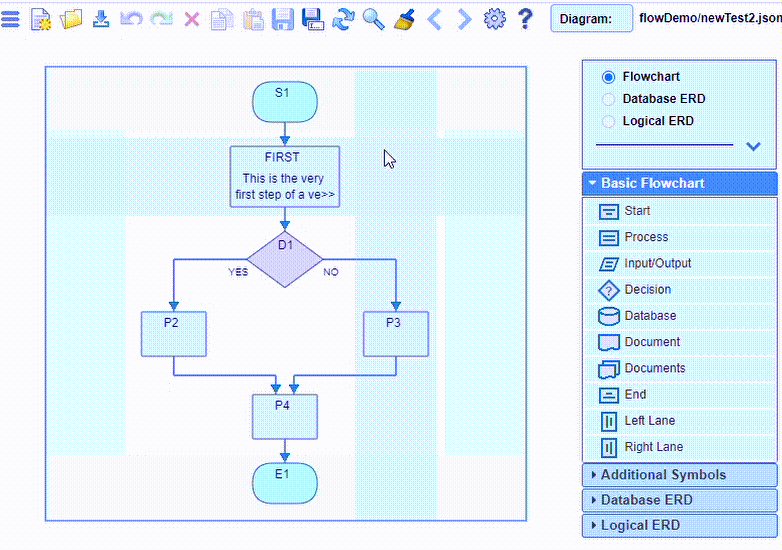 Diagram: flowDemo/newTest2.json
S1
FIRST
This is the very
first step of a ve>>
D1
YES NO
P2 P3
P4
E1
Flowchart
Database ERD
Logical ERD
Basic Flowchart
Start
Process
Input/Output
Decision
Database
Document
Documents
End
Left Lane
Right Lane
Additional Symbols
Database ERD
Logical ERD